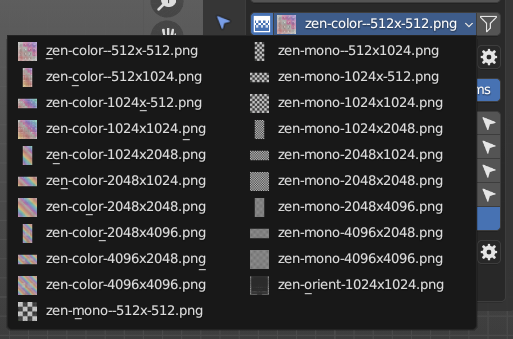 zen-color--512x-512.png
zen-color--512x-512.png
zen-color--512x1024.png
zen-color-1024x-512.png
zen-color-1024x1024.png
zen-color-1024x2048.png
zen-color-2048x1024.png
zen-color-2048x2048.png
zen-color-2048x4096.png
zen-color-4096x2048.png
zen-color-4096x4096.png
zen-mono--512x-512.png
zen-mono--512x1024.png
zen-mono-1024x-512.png
zen-mono-1024x1024.png
zen-mono-1024x2048.png
zen-mono-2048x1024.png
zen-mono-2048x2048.png
zen-mono-2048x4096.png
zen-mono-4096x2048.png
zen-mono-4096x4096.png
zen-orient-1024x1024.png
ms